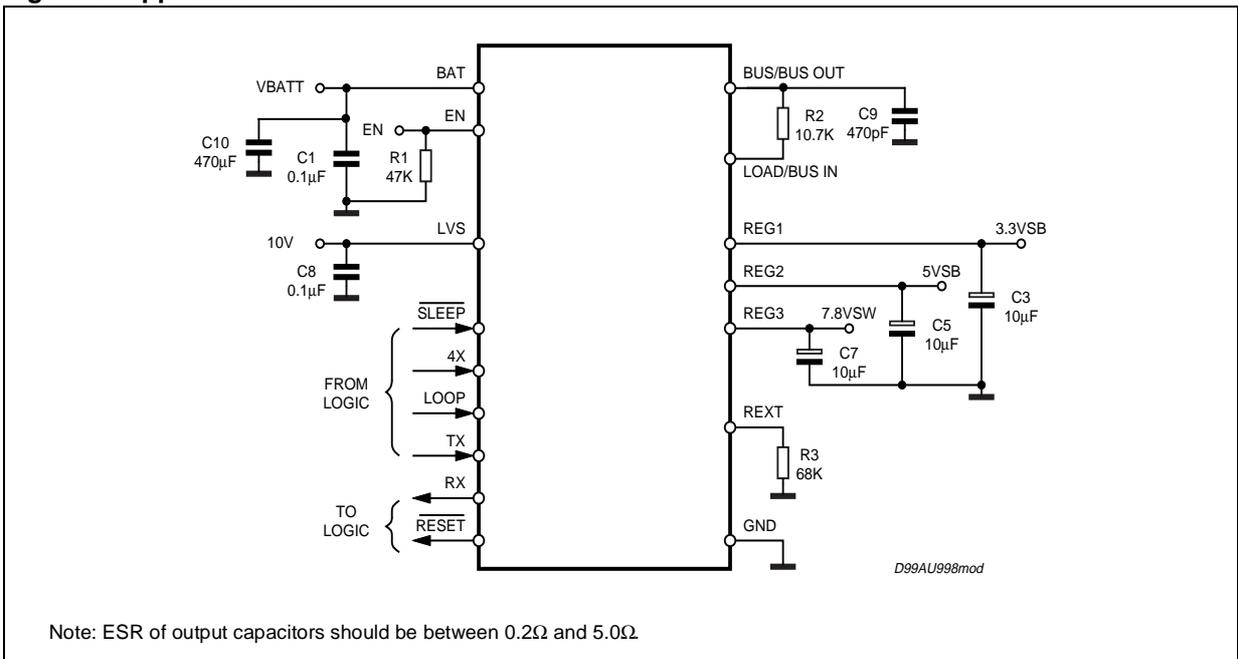 VBATT
BAT
EN
EN
C10
470µF
C1
0.1µF
R1
47K
10V
LVS
C8
0.1µF
SLEEP
4X
LOOP
TX
FROM
LOGIC
RX
RESET
TO
LOGIC
BUS/BUS OUT
R2
10.7K
C9
470pF
LOAD/BUS IN
REG1
3.3VSB
REG2
5VSB
REG3
7.8VSW
C3
10µF
C5
10µF
C7
10µF
REXT
R3
68K
GND
D99AU998mod
Note: ESR of output capacitors should be between 0.2Ω and 5.0Ω.